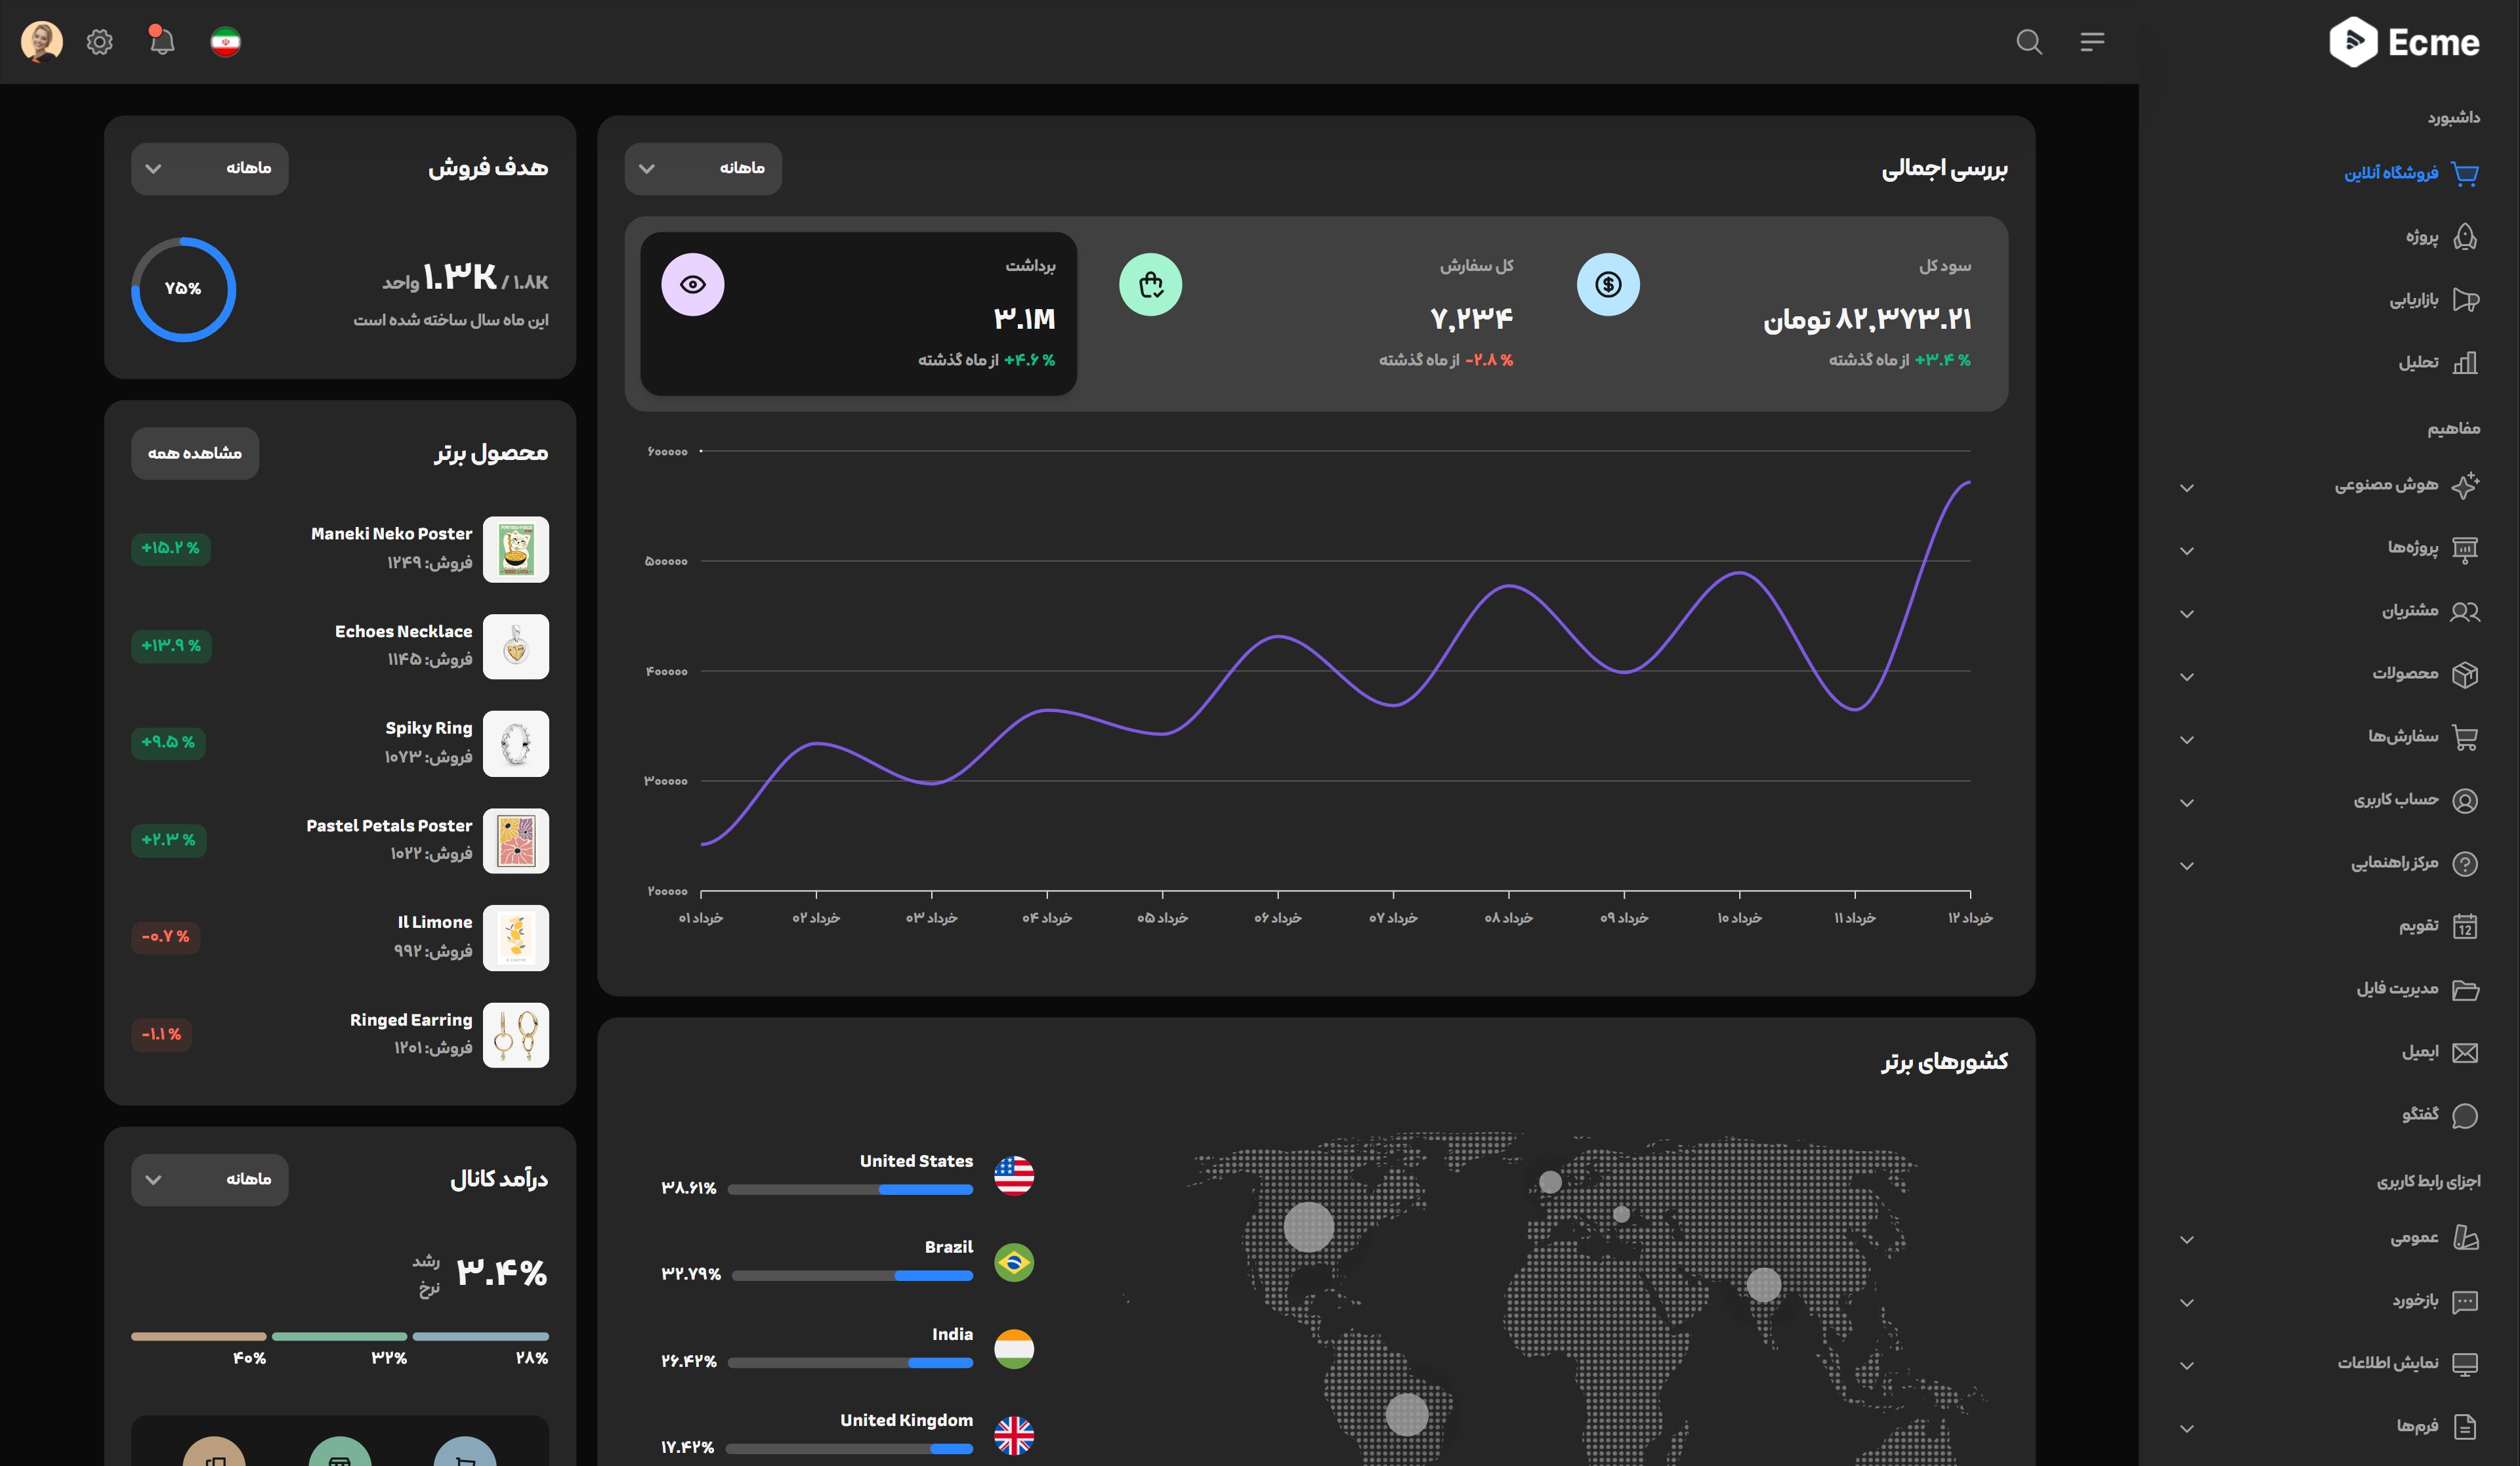 Ecme
داشبورد
فروشگاه آنلاین
پروژه
بازاریابی
تحلیل
مفاهیم
هوش مصنوعی
پروژه‌ها
مشتریان
محصولات
سفارش‌ها
حساب کاربری
مرکز راهنمایی
تقویم
12
مدیریت فایل
ایمیل
گفتگو
اجزای رابط کاربری
عمومی
بازخورد
نمایش اطلاعات
فرم‌ها
بررسی اجمالی
ماهانه
سود کل
۸۲,۳۷۳.۲۱ تومان
+۳.۴ % از ماه گذشته
کل سفارش
۷,۲۳۴
-۲.۸ % از ماه گذشته
برداشت
۳.۱M
+۴.۶ % از ماه گذشته
۶۰۰۰۰۰
۵۰۰۰۰۰
۴۰۰۰۰۰
۳۰۰۰۰۰
۲۰۰۰۰۰
۰۱ خرداد
۰۲ خرداد
۰۳ خرداد
۰۴ خرداد
۰۵ خرداد
۰۶ خرداد
۰۷ خرداد
۰۸ خرداد
۰۹ خرداد
۱۰ خرداد
۱۱ خرداد
۱۲ خرداد
کشورهای برتر
United States
۳۸.۶۱%
Brazil
۳۲.۷۹%
India
۲۶.۴۲%
United Kingdom
۱۷.۴۲%
هدف فروش
ماهانه
۱.۳K / ۱.۸K واحد
این ماه سال ساخته شده است
۷۵%
محصول برتر
مشاهده همه
Maneki Neko Poster
فروش: ۱۲۴۹
+۱۵.۲ %
Echoes Necklace
فروش: ۱۱۴۵
+۱۳.۹ %
Spiky Ring
فروش: ۱۰۷۳
+۹.۵ %
Pastel Petals Poster
فروش: ۱۰۲۲
+۲.۳ %
Il Limone
فروش: ۹۹۲
-۰.۷ %
Ringed Earring
فروش: ۱۲۰۱
-۱.۱ %
درآمد کانال
ماهانه
۳.۴%
رشد
نرخ
۲۸%
۳۲%
۴۰%